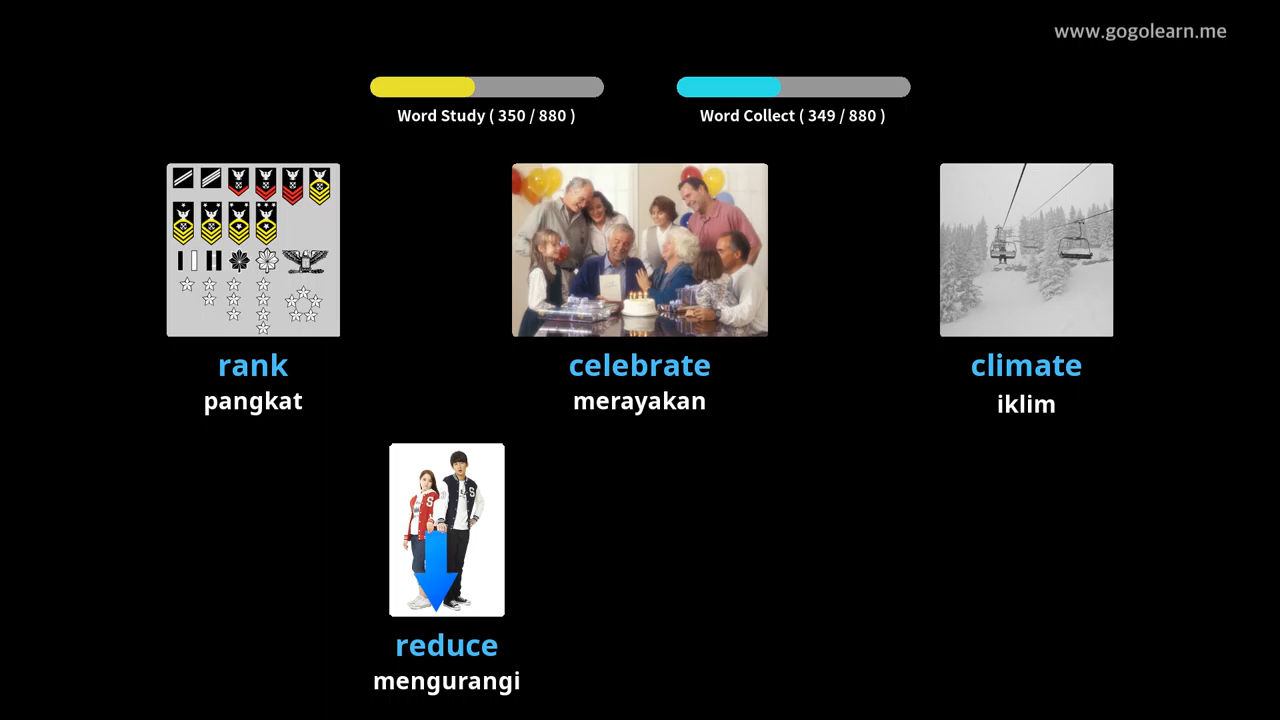 www.gogolearn.me
Word Study ( 350 / 880 )
Word Collect ( 349 / 880 )
rank
pangkat
celebrate
merayakan
climate
iklim
S
S
reduce
mengurangi